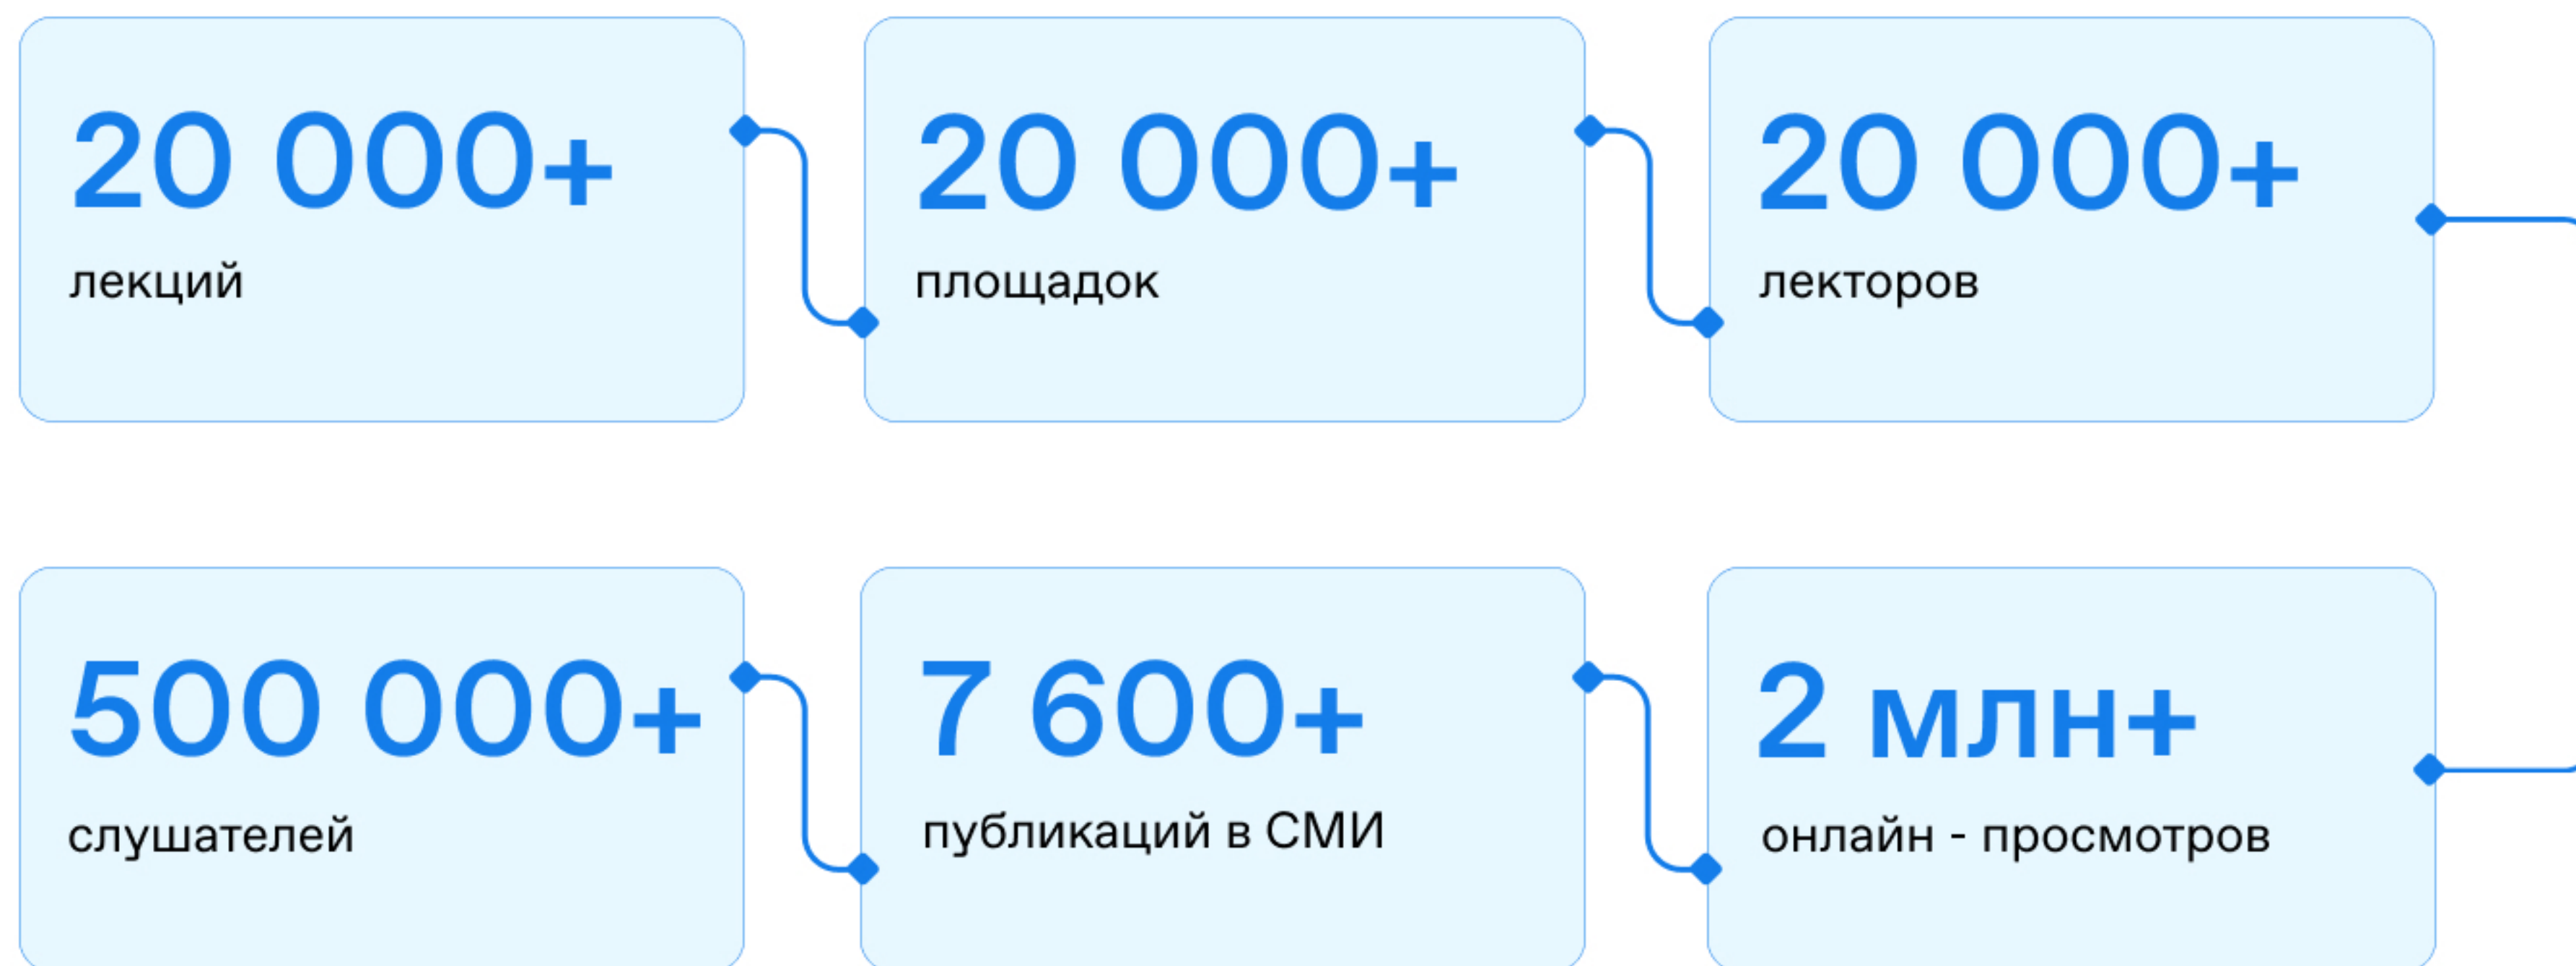 20 000+
лекций
20 000+
площадок
20 000+
лекторов
500 000+
слушателей
7 600+
публикаций в СМИ
2 млн+
онлайн - просмотров